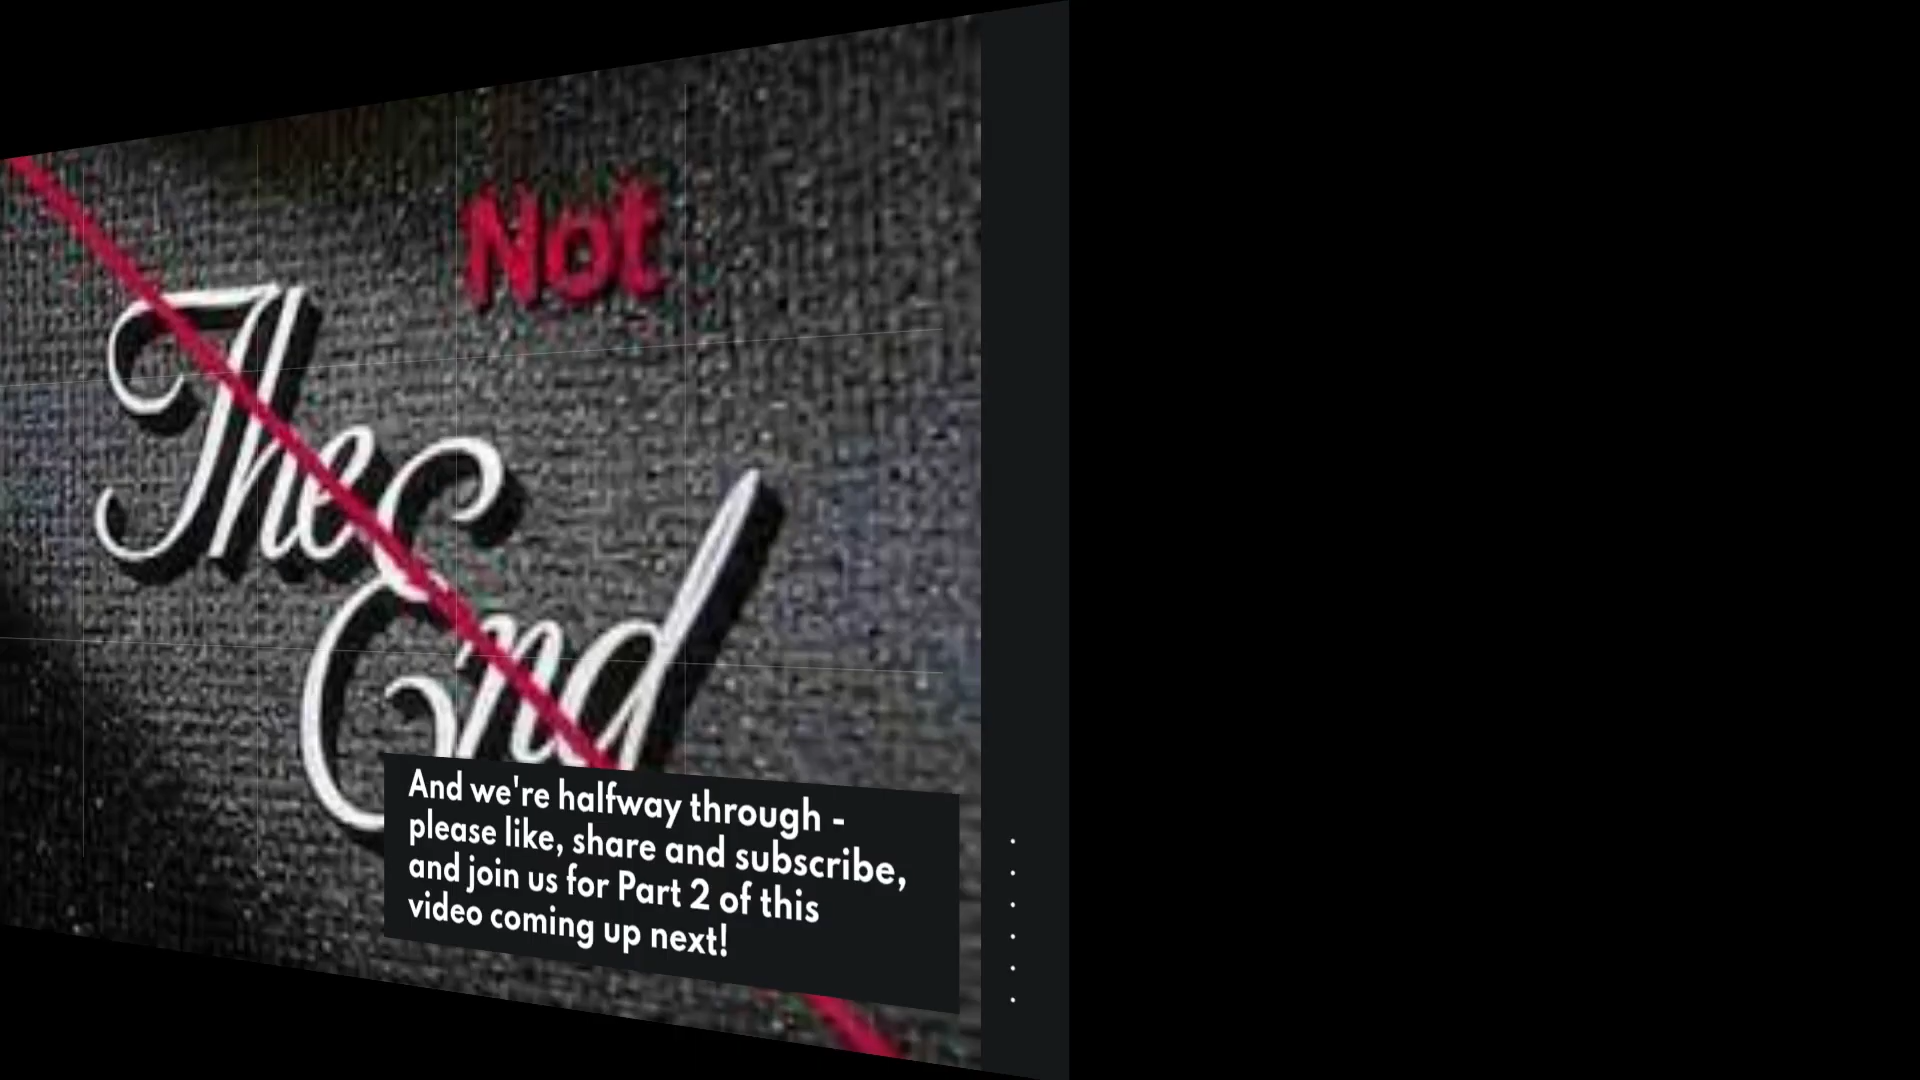 Not
The
End
And we're halfway through -
please like, share and subscribe,
and join us for Part 2 of this
video coming up next!